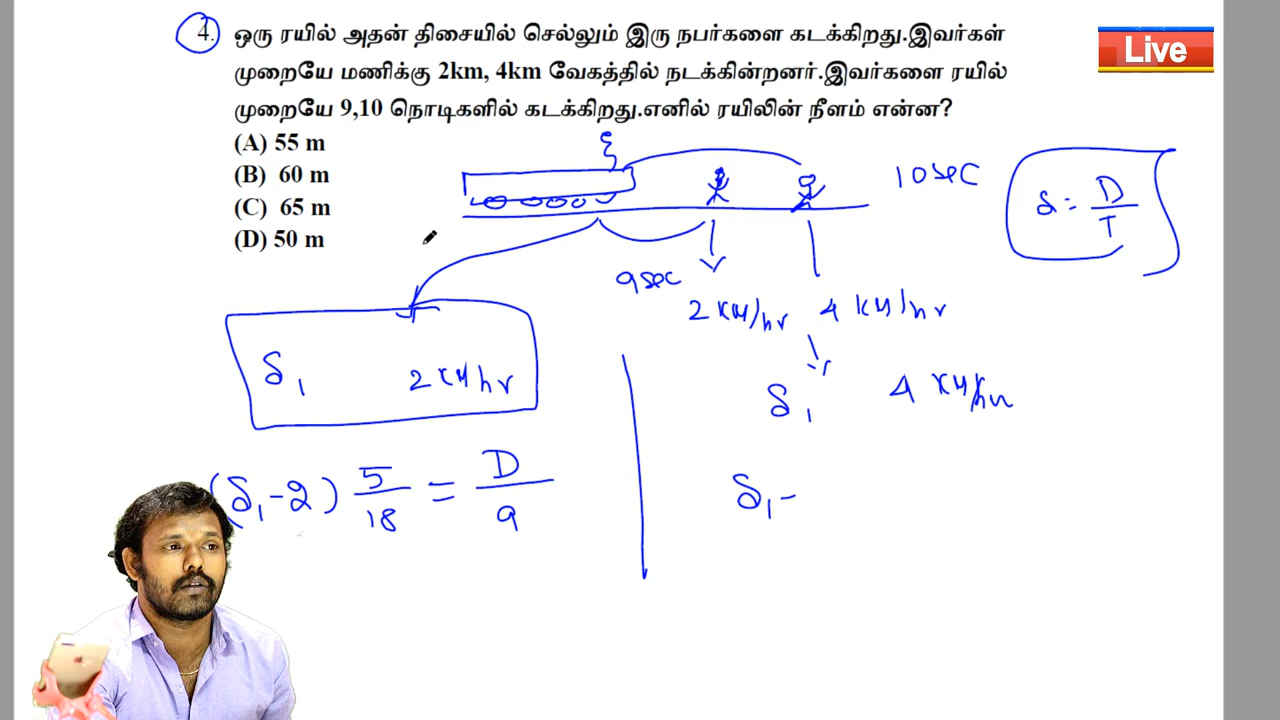 4. ஒரு ரயில் அதன் திசையில் செல்லும் இரு நபர்களை கடக்கிறது.இவர்கள்
முறையே மணிக்கு 2km, 4km வேகத்தில் நடக்கின்றனர்.இவர்களை ரயில்
முறையே 9,10 நொடிகளில் கடக்கிறது.எனில் ரயிலின் நீளம் என்ன?
(A) 55 m
(B) 60 m
(C) 65 m
(D) 50 m
Live
10 sec
S = D/T
9 sec
2 KM/hr 4 KM/hr
S1 2 KM hr
S1 4 KM/hr
(S1-2) 5/18 = D/9
S1 -